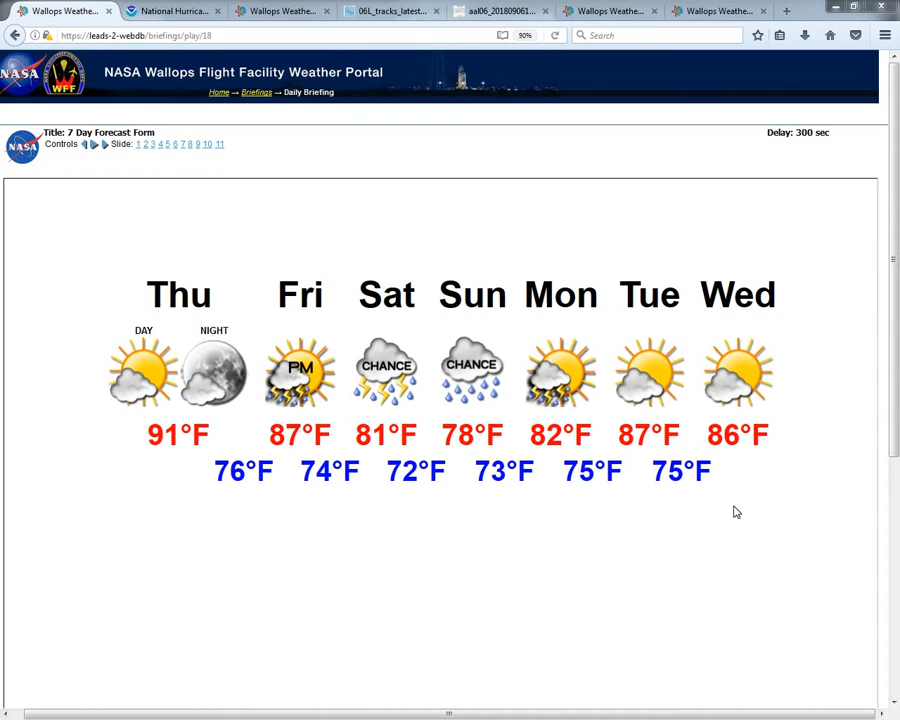 Wallops Weathe... National Hurrica... Wallops Weathe... 06L_tracks_latest... aal06_201809061... Wallops Weathe... Wallops Weathe...
https://leads-2-webdb/briefings/play/18 90% Search
NASA WFF NASA Wallops Flight Facility Weather Portal
Home → Briefings → Daily Briefing
Title: 7 Day Forecast Form Delay: 300 sec
NASA Controls Slide: 1 2 3 4 5 6 7 8 9 10 11
Thu Fri Sat Sun Mon Tue Wed
DAY NIGHT
PM CHANCE CHANCE
91°F 87°F 81°F 78°F 82°F 87°F 86°F
76°F 74°F 72°F 73°F 75°F 75°F